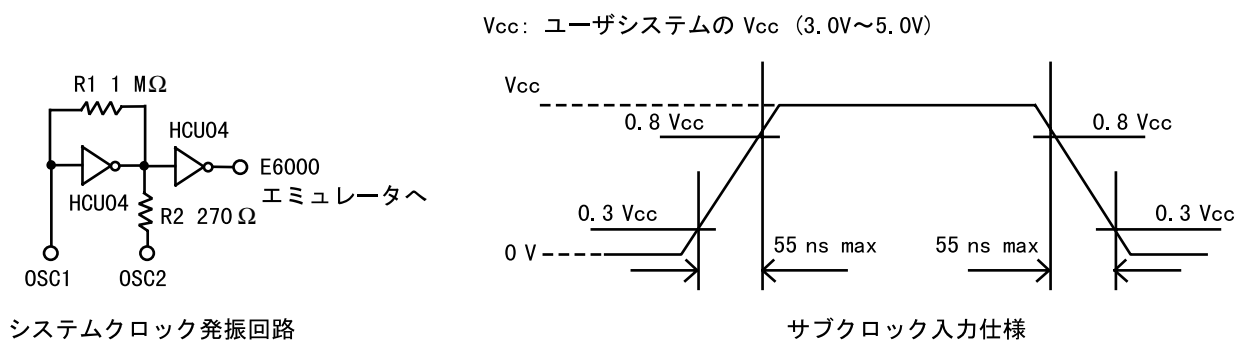 Vcc: ユーザシステムの Vcc (3.0V～5.0V)
R1 1 MΩ
HCU04
HCU04
E6000
エミュレータへ
R2 270Ω
OSC1
OSC2
システムクロック発振回路
Vcc
0.8 Vcc
0.8 Vcc
0.3 Vcc
0.3 Vcc
0 V
55 ns max
55 ns max
サブクロック入力仕様